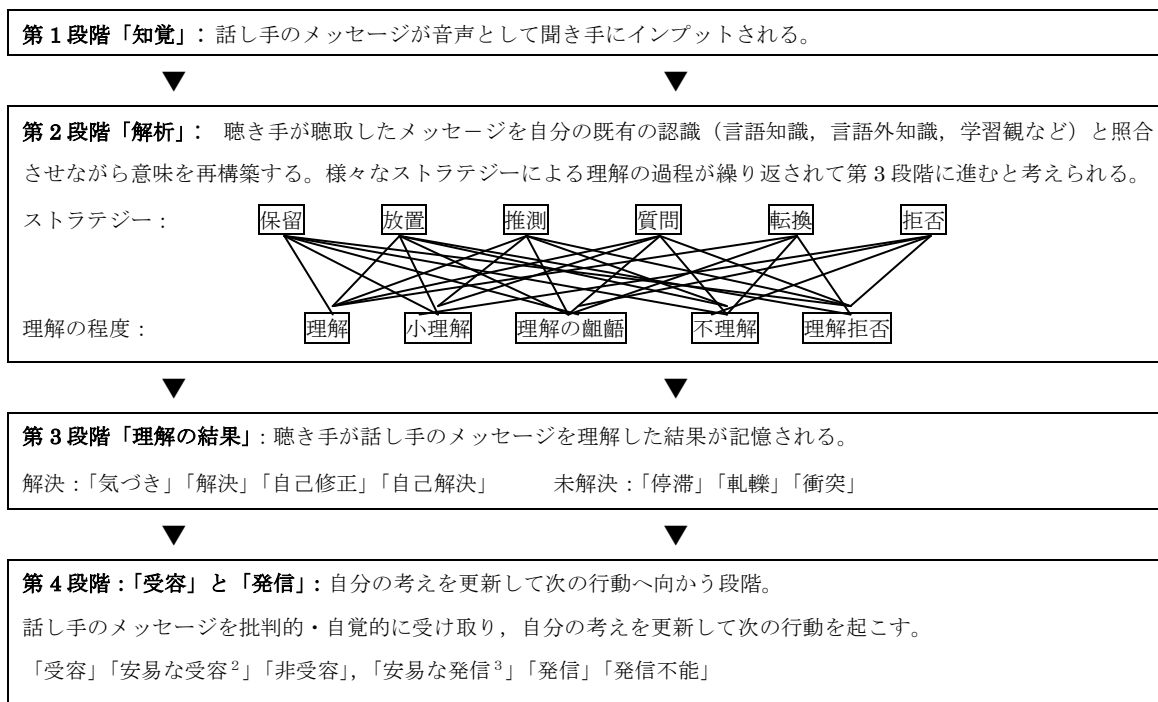 第1段階「知覚」：話し手のメッセージが音声として聞き手にインプットされる。
▼ ▼
第2段階「解析」： 聴き手が聴取したメッセージを自分の既有の認識（言語知識，言語外知識，学習観など）と照合
させながら意味を再構築する。様々なストラテジーによる理解の過程が繰り返されて第3段階に進むと考えられる。
ストラテジー： 保留 放置 推測 質問 転換 拒否
理解の程度： 理解 小理解 理解の齟齬 不理解 理解拒否
▼ ▼
第3段階「理解の結果」：聴き手が話し手のメッセージを理解した結果が記憶される。
解決：「気づき」「解決」「自己修正」「自己解決」 未解決：「停滞」「軋轢」「衝突」
▼ ▼
第4段階：「受容」と「発信」：自分の考えを更新して次の行動へ向かう段階。
話し手のメッセージを批判的・自覚的に受け取り，自分の考えを更新して次の行動を起こす。
「受容」「安易な受容²」「非受容」，「安易な発信³」「発信」「発信不能」